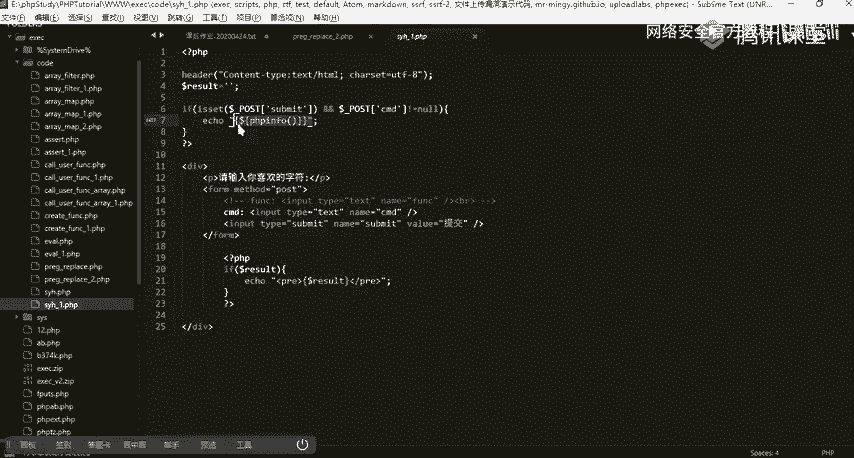 E:\phpStudy\PHPTutorial\WWW\exec\code\syh_1.php (exec, scripts, php, ctf, test, default, Atom, markdown, ssrf, ssrf-2, 文件上传漏洞演示代码, mr-mingy.github.io, uploadlabs, phpexec) - Sublime Text (UNR...
文件(F) 编辑(E) 选择(S) 查找(I) 视图(V) 跳转(G) 工具(T) 项目(P) 首选项(N) 帮助(H)
FOLDERS
exec
%SystemDrive%
code
array_filter.php
array_filter_1.php
array_map.php
array_map_1.php
array_map_2.php
assert.php
assert_1.php
call_user_func.php
call_user_func_1.php
call_user_func_array.php
call_user_func_array_1.php
create_func.php
create_func_1.php
eval.php
eval_1.php
preg_replace.php
preg_replace_2.php
syh.php
syh_1.php
sys
12.php
ab.php
b374k.php
exec.zip
exec_v2.zip
fputs.php
phpab.php
phpext.php
phptz.php
课后作业-20200424.txt
preg_replace_2.php
syh_1.php
腾讯课堂
1 <?php
2
3 header("Content-type:text/html; charset=utf-8");
4 $result='';
5
6 if(isset($_POST['submit']) && $_POST['cmd']!=null){
7 echo "{${phpinfo()}}";
8 }
9 ?>
10
11 <div>
12 <p>请输入你喜欢的字符:</p>
13 <form method="post">
14 <!-- func: <input type="text" name="func" /><br> -->
15 cmd: <input type="text" name="cmd" />
16 <input type="submit" name="submit" value="提交" />
17 </form>
18
19 <?php
20 if($result){
21 echo "<pre>{$result}</pre>";
22 }
23 ?>
24
25 </div>
画板 签到 答题卡 画中画 举手 预览 工具
Spaces: 4
PHP